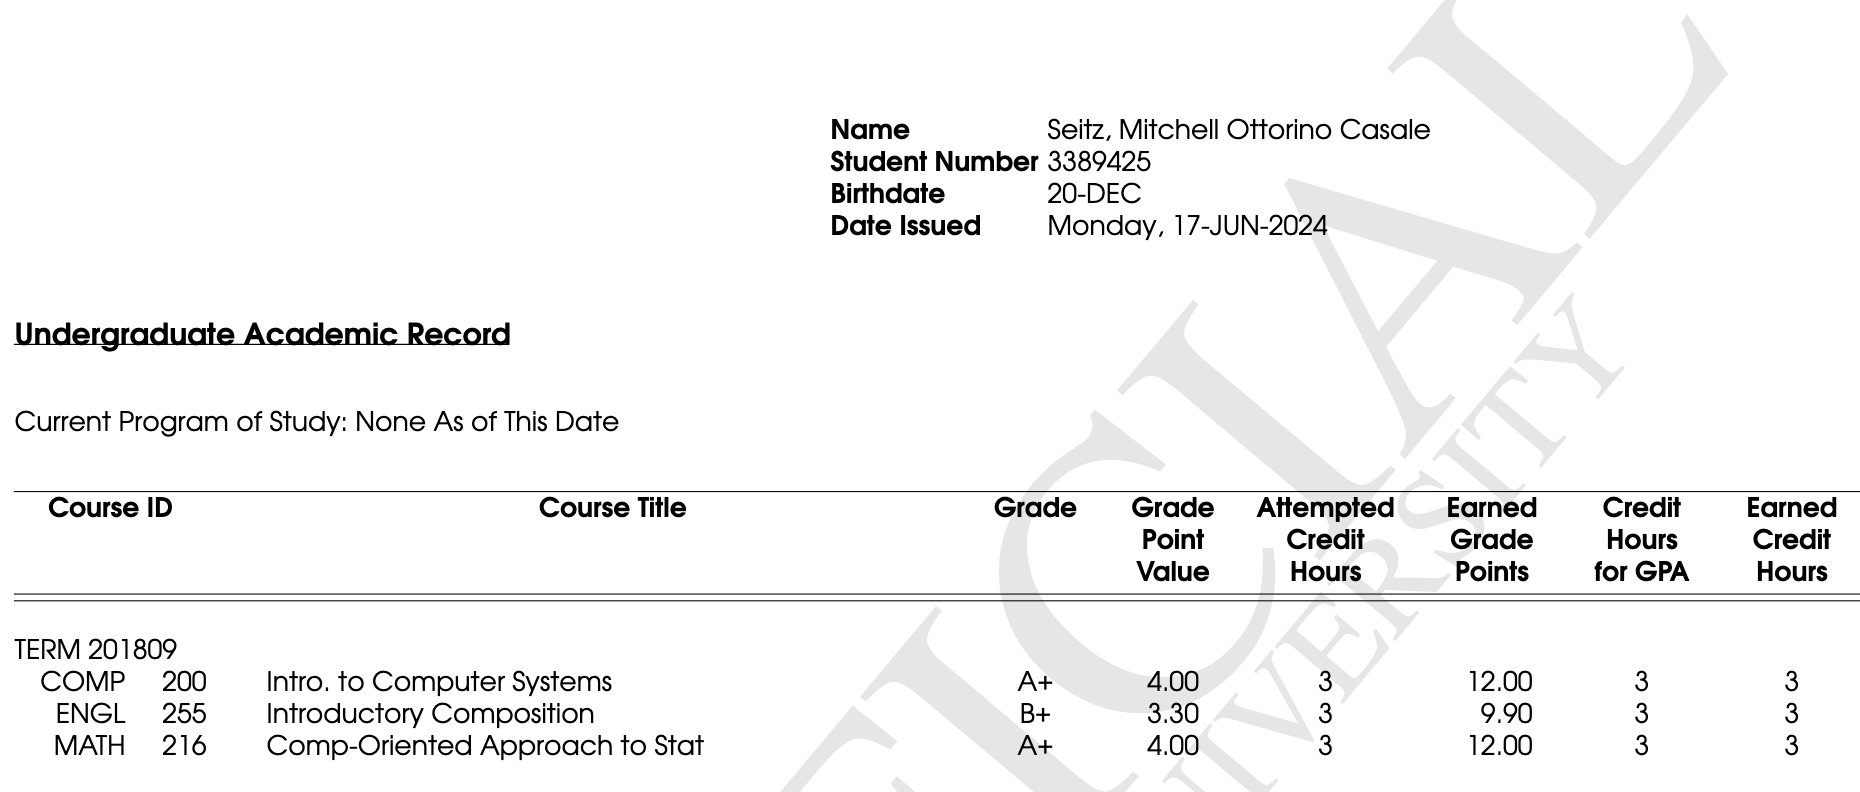 Name Seitz, Mitchell Ottorino Casale
Student Number 3389425
Birthdate 20-DEC
Date Issued Monday, 17-JUN-2024
Undergraduate Academic Record
Current Program of Study: None As of This Date
Course ID Course Title Grade Grade Point Value Attempted Credit Hours Earned Grade Points Credit Hours for GPA Earned Credit Hours
TERM 201809
COMP 200 Intro. to Computer Systems A+ 4.00 3 12.00 3 3
ENGL 255 Introductory Composition B+ 3.30 3 9.90 3 3
MATH 216 Comp-Oriented Approach to Stat A+ 4.00 3 12.00 3 3